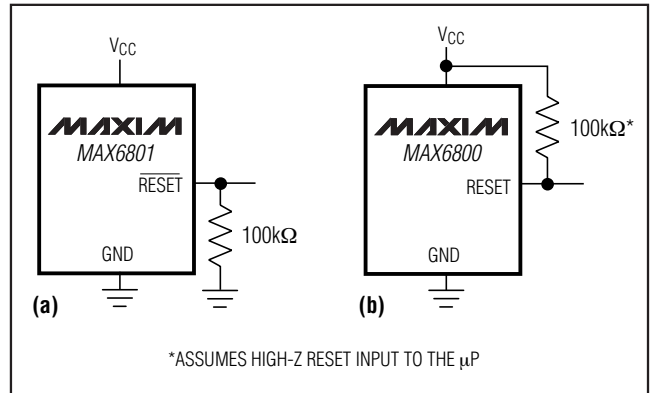 VCC
MAXIM
MAX6801
RESET
100kΩ
GND
(a)
VCC
MAXIM
MAX6800
100kΩ*
RESET
GND
(b)
*ASSUMES HIGH-Z RESET INPUT TO THE µP